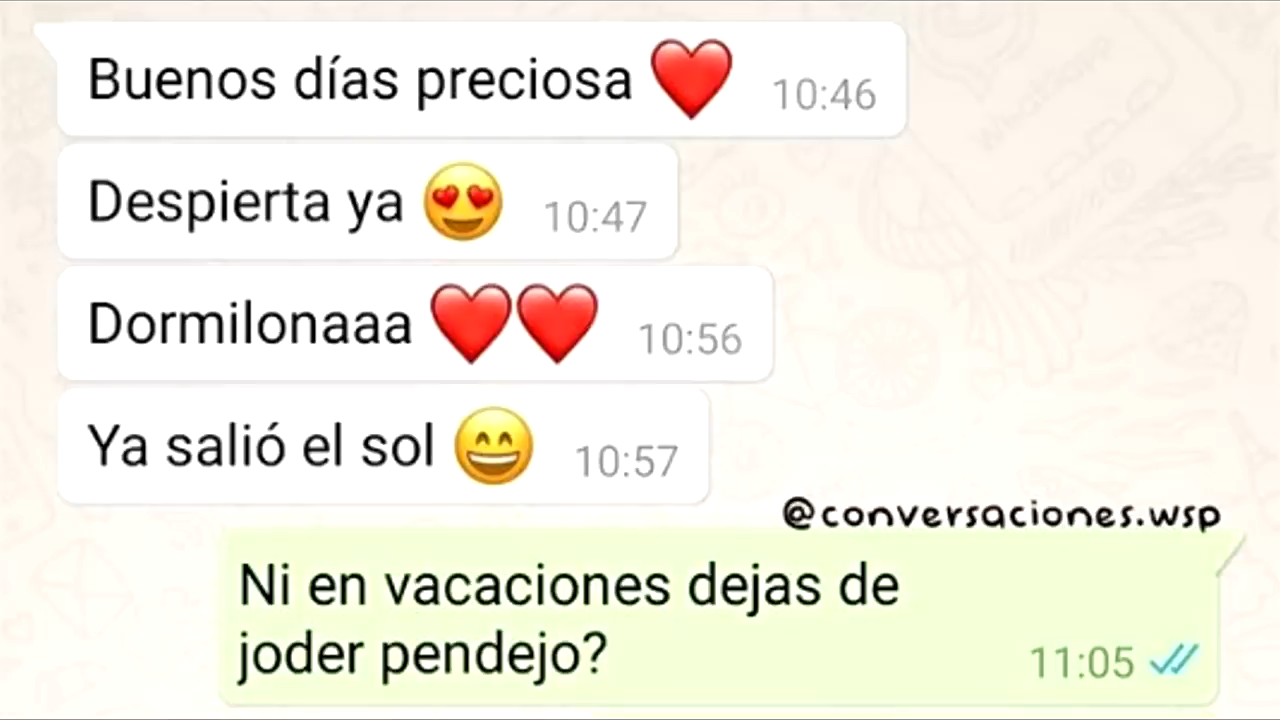 Buenos días preciosa ❤️ 10:46
Despierta ya 😍 10:47
Dormilonaaa ❤️❤️ 10:56
Ya salió el sol 😄 10:57
@conversaciones.wsp
Ni en vacaciones dejas de
joder pendejo? 11:05